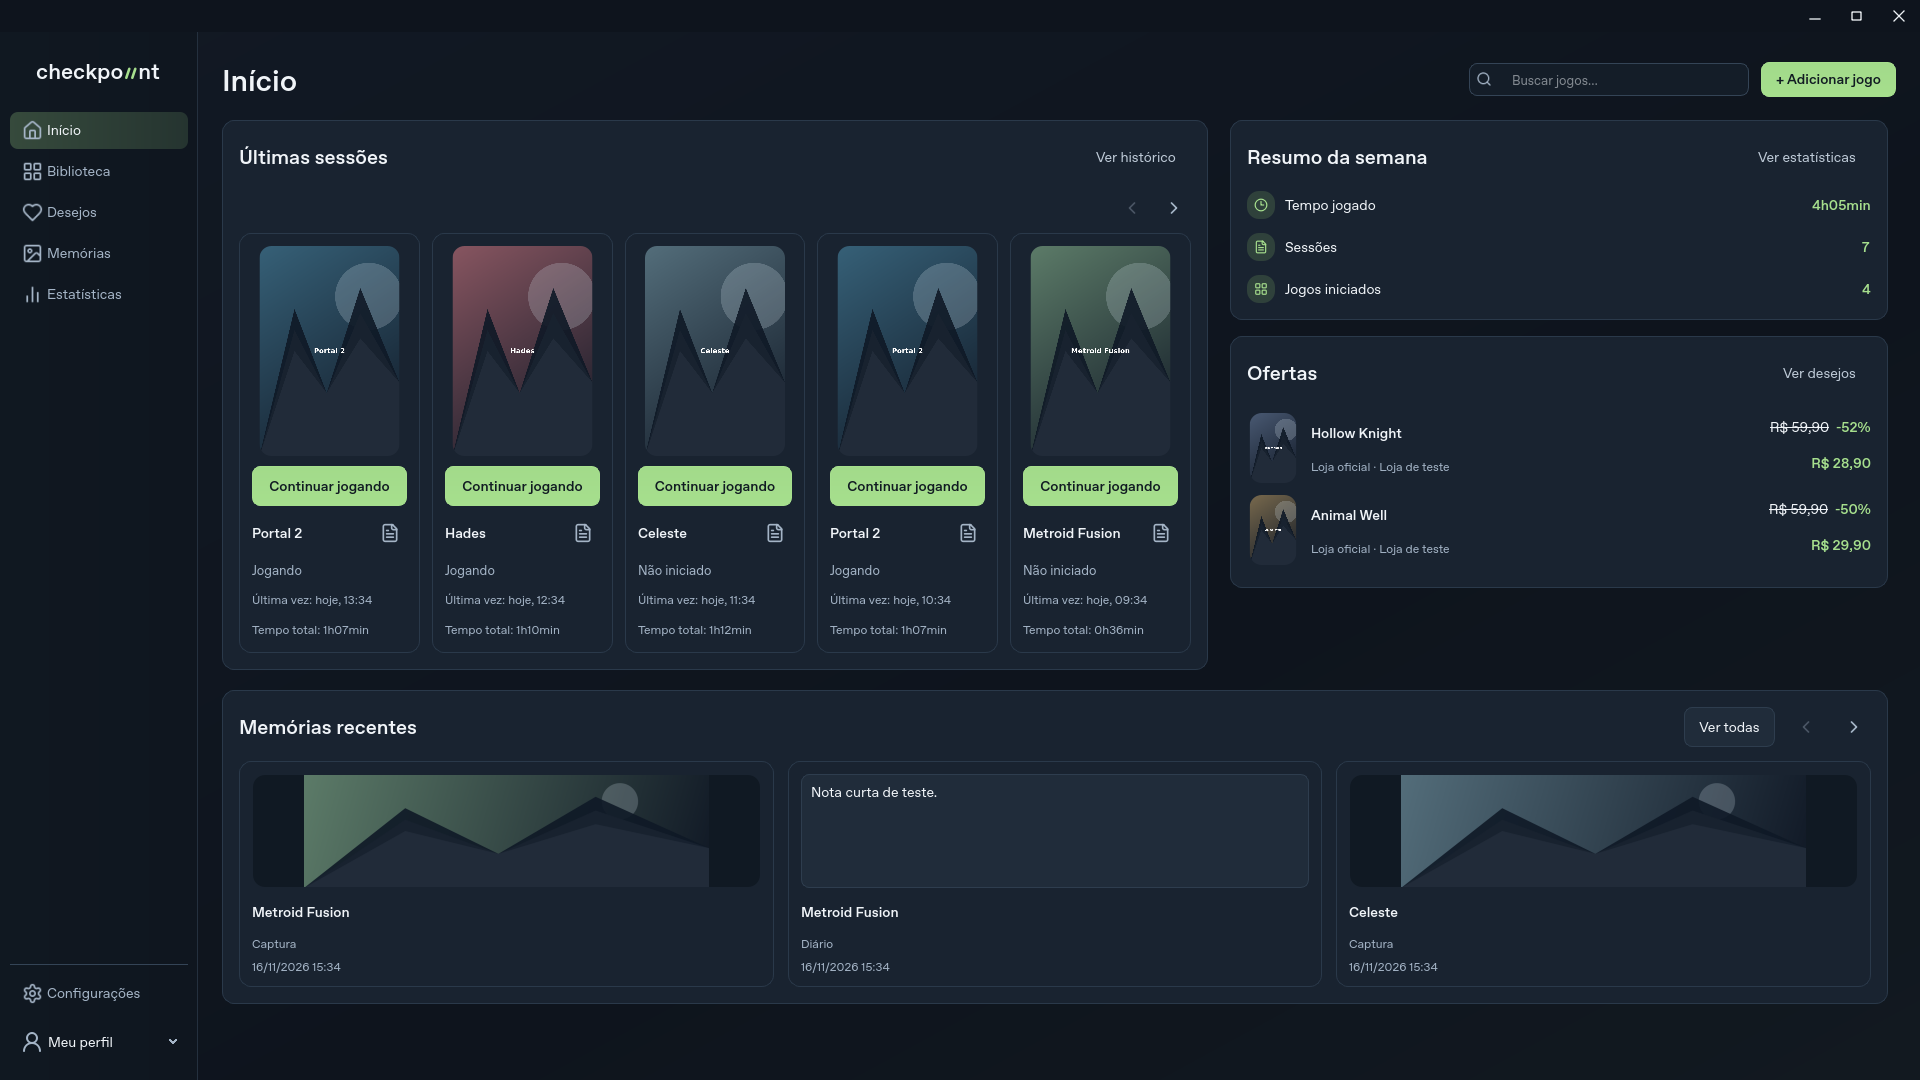 checkpoint
Início
Biblioteca
Desejos
Memórias
Estatísticas
Configurações
Meu perfil
Início
Buscar jogos...
+ Adicionar jogo
Últimas sessões
Ver histórico
Portal 2
Continuar jogando
Portal 2
Jogando
Última vez: hoje, 13:34
Tempo total: 1h07min
Hades
Continuar jogando
Hades
Jogando
Última vez: hoje, 12:34
Tempo total: 1h10min
Celeste
Continuar jogando
Celeste
Não iniciado
Última vez: hoje, 11:34
Tempo total: 1h12min
Portal 2
Continuar jogando
Portal 2
Jogando
Última vez: hoje, 10:34
Tempo total: 1h07min
Metroid Fusion
Continuar jogando
Metroid Fusion
Não iniciado
Última vez: hoje, 09:34
Tempo total: 0h36min
Resumo da semana
Ver estatísticas
Tempo jogado 4h05min
Sessões 7
Jogos iniciados 4
Ofertas
Ver desejos
Hollow Knight
R$ 59,90 -52%
Loja oficial · Loja de teste
R$ 28,90
Animal Well
R$ 59,90 -50%
Loja oficial · Loja de teste
R$ 29,90
Memórias recentes
Ver todas
Metroid Fusion
Captura
16/11/2026 15:34
Nota curta de teste.
Metroid Fusion
Diário
16/11/2026 15:34
Celeste
Captura
16/11/2026 15:34